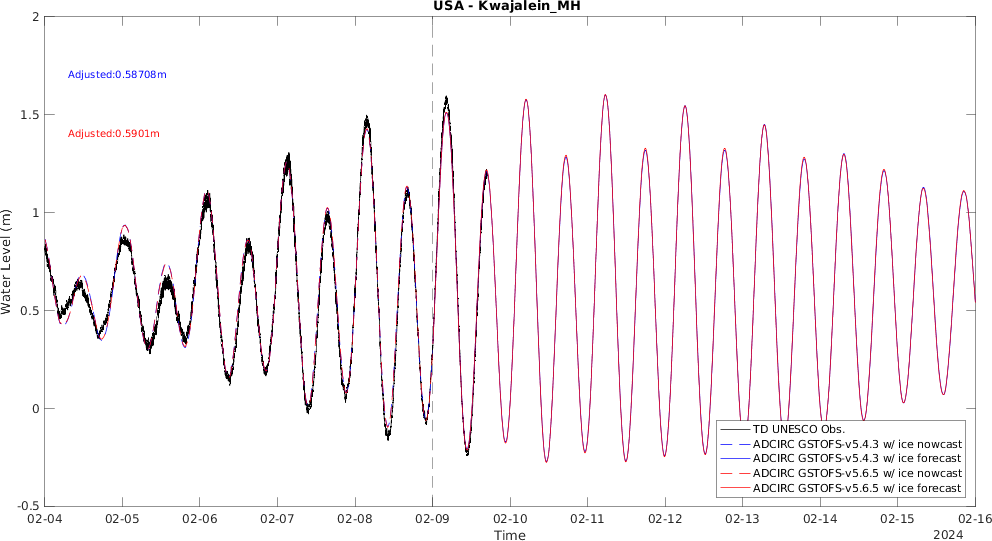 USA - Kwajalein_MH
Adjusted:0.58708m
Adjusted:0.5901m
Water Level (m)
2
1.5
1
0.5
0
-0.5
TD UNESCO Obs.
ADCIRC GSTOFS-v5.4.3 w/ ice nowcast
ADCIRC GSTOFS-v5.4.3 w/ ice forecast
ADCIRC GSTOFS-v5.6.5 w/ ice nowcast
ADCIRC GSTOFS-v5.6.5 w/ ice forecast
02-04 02-05 02-06 02-07 02-08 02-09 02-10 02-11 02-12 02-13 02-14 02-15 02-16
Time
2024